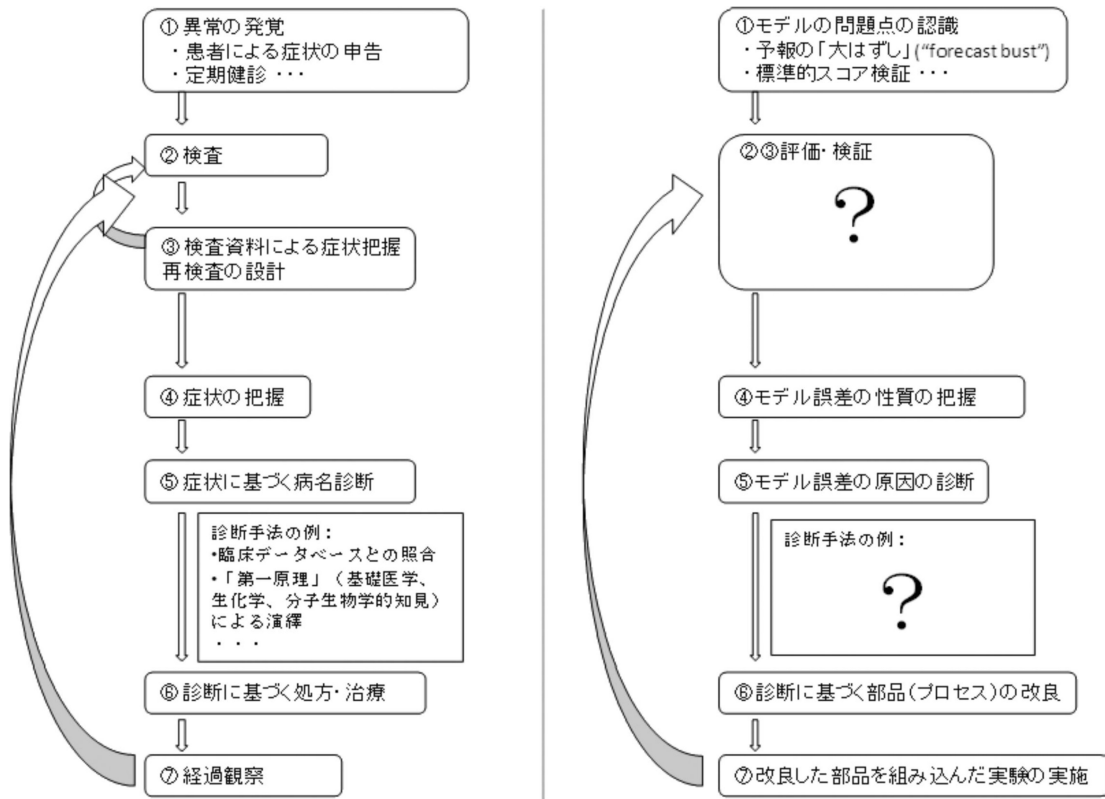 ①異常の発覚
・患者による症状の申告
・定期健診・・・
②検査
③検査資料による症状把握
再検査の設計
④症状の把握
⑤症状に基づく病名診断
診断手法の例：
・臨床データベースとの照合
・「第一原理」（基礎医学、
生化学、分子生物学的知見）
による演繹
・・・
⑥診断に基づく処方・治療
⑦経過観察
①モデルの問題点の認識
・予報の「大はずし」(“forecast bust”)
・標準的スコア検証・・・
②③評価・検証
?
④モデル誤差の性質の把握
⑤モデル誤差の原因の診断
診断手法の例：
?
⑥診断に基づく部品(プロセス)の改良
⑦改良した部品を組み込んだ実験の実施